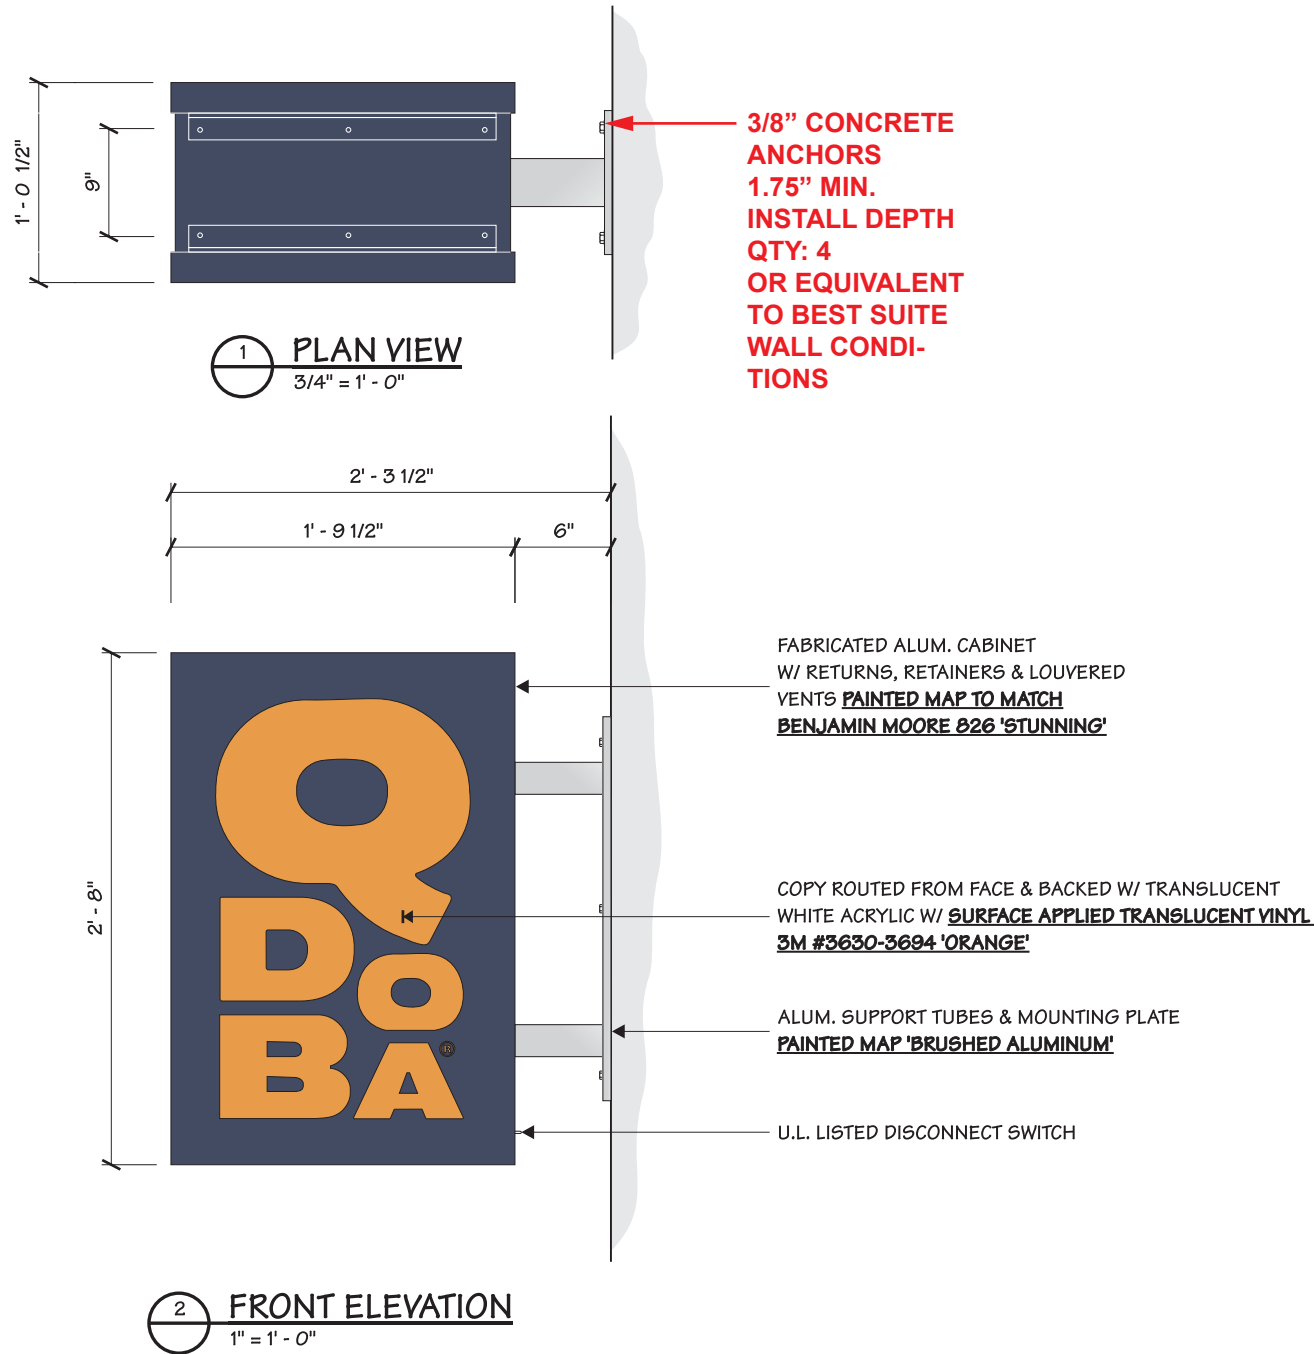 1' - 0 1/2"
9"
3/8” CONCRETE
ANCHORS
1.75” MIN.
INSTALL DEPTH
QTY: 4
OR EQUIVALENT
TO BEST SUITE
WALL CONDI-
TIONS
1
PLAN VIEW
3/4" = 1' - 0"
2' - 3 1/2"
1' - 9 1/2"
6"
2' - 8"
Q
DO
BA®
FABRICATED ALUM. CABINET
W/ RETURNS, RETAINERS & LOUVERED
VENTS PAINTED MAP TO MATCH
BENJAMIN MOORE 826 'STUNNING'
COPY ROUTED FROM FACE & BACKED W/ TRANSLUCENT
WHITE ACRYLIC W/ SURFACE APPLIED TRANSLUCENT VINYL
3M #3630-3694 'ORANGE'
ALUM. SUPPORT TUBES & MOUNTING PLATE
PAINTED MAP 'BRUSHED ALUMINUM'
U.L. LISTED DISCONNECT SWITCH
2
FRONT ELEVATION
1" = 1' - 0"